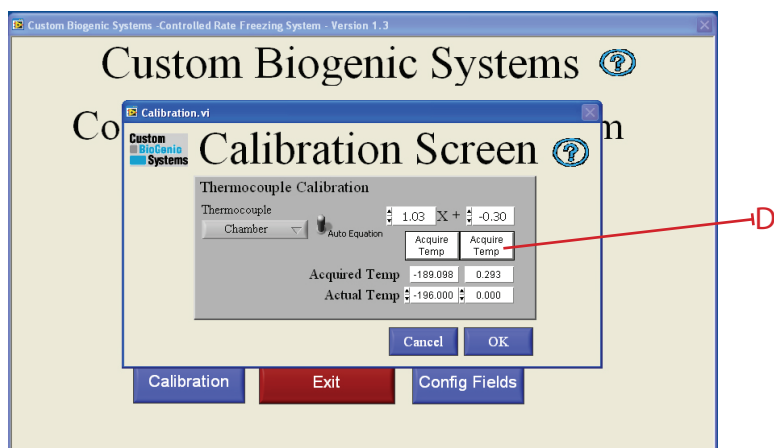 Custom Biogenic Systems -Controlled Rate Freezing System - Version 1.3
Custom Biogenic Systems ?
Co m
Calibration.vi
Custom
BioGenic
Systems
Calibration Screen ?
Thermocouple Calibration
Thermocouple
Chamber
Auto Equation
1.03 X + -0.30
Acquire Temp Acquire Temp
D
Acquired Temp -189.098 0.293
Actual Temp -196.000 0.000
Cancel OK
Calibration Exit Config Fields